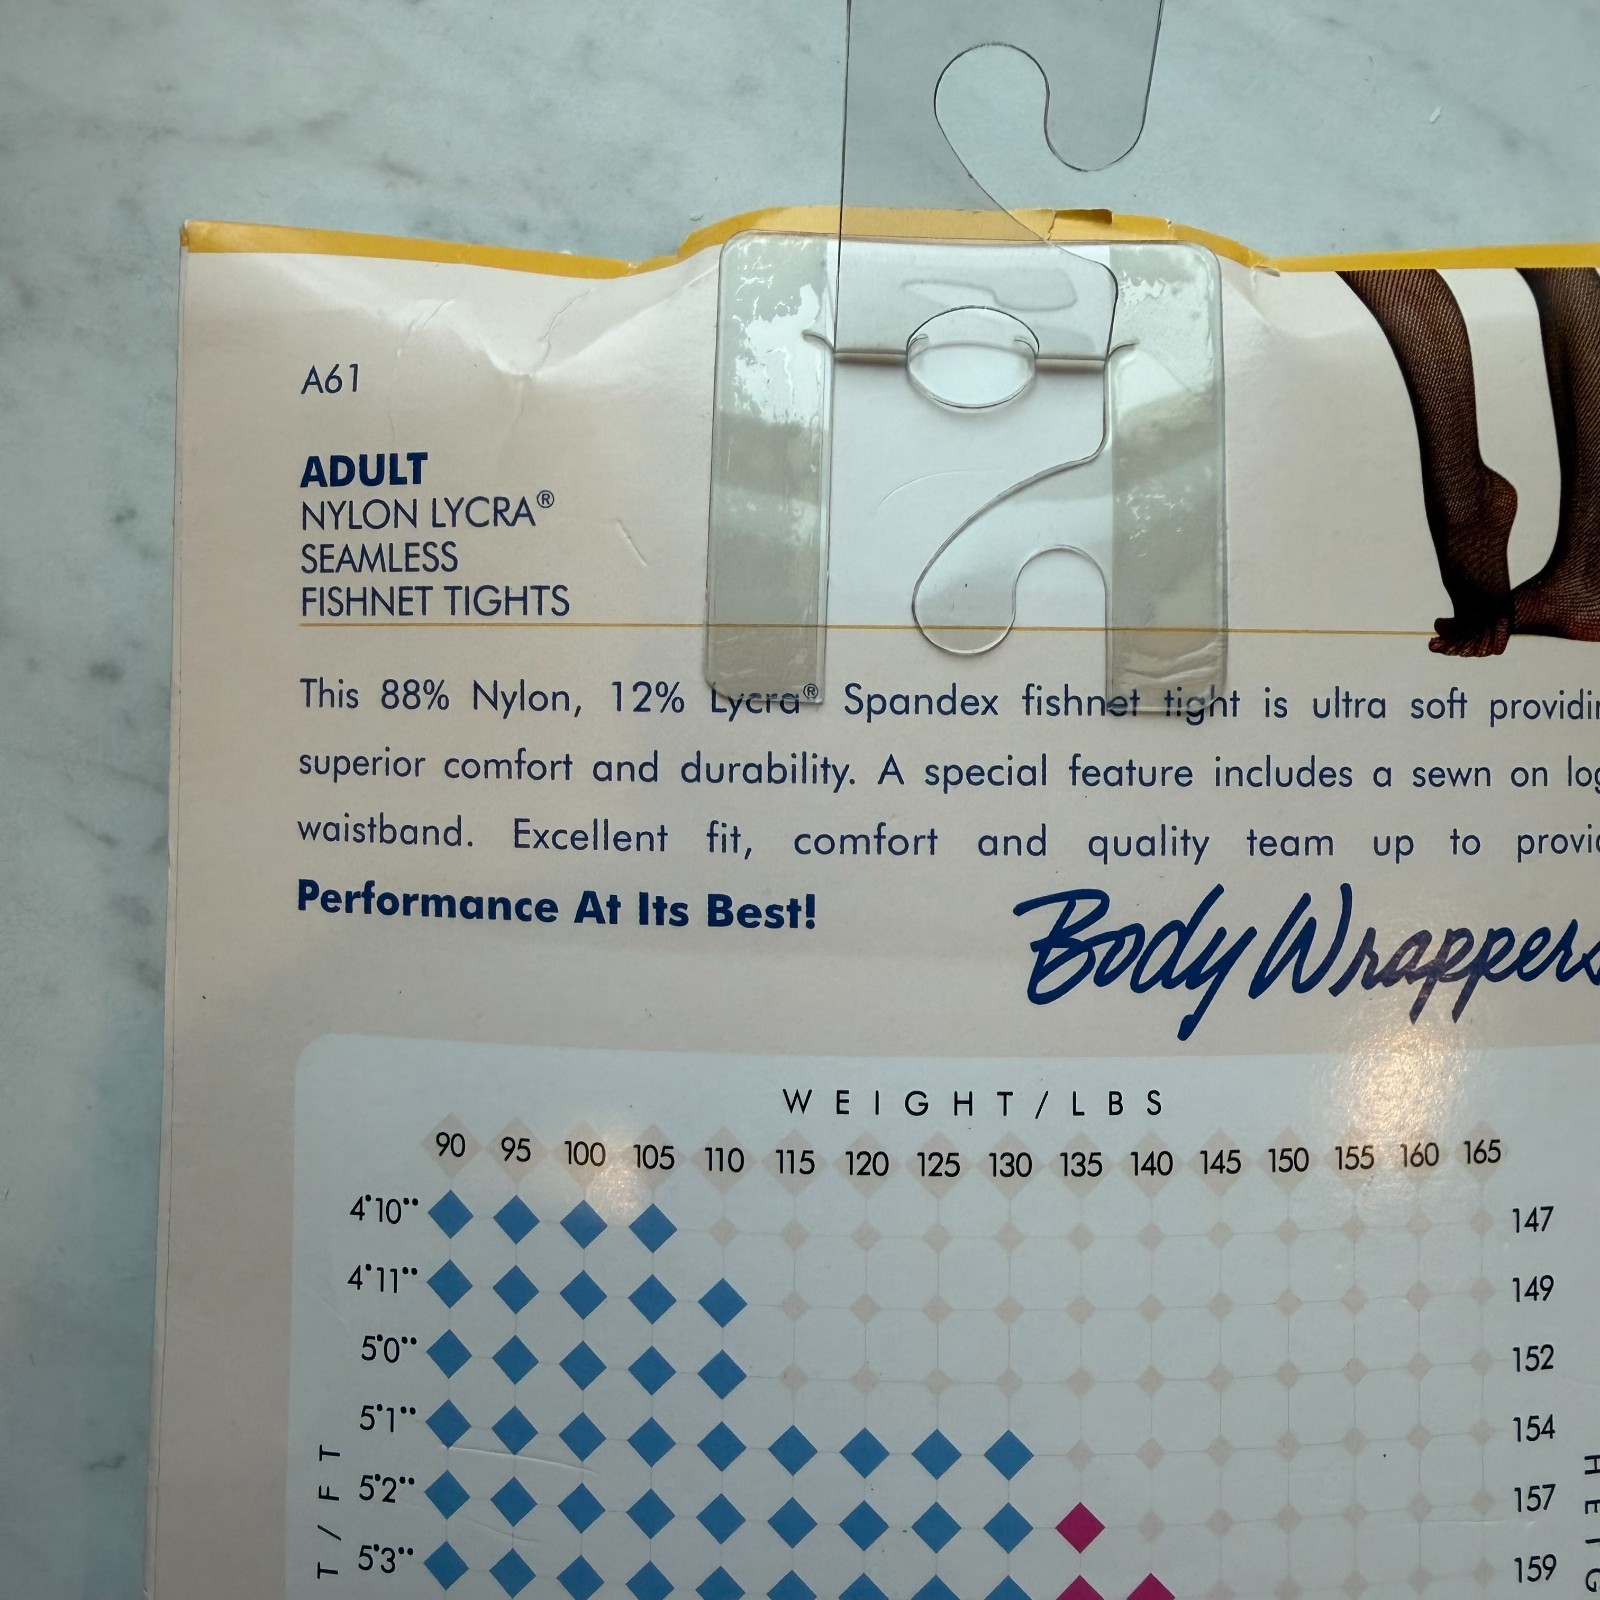 A61
ADULT
NYLON LYCRA®
SEAMLESS
FISHNET TIGHTS
This 88% Nylon, 12% Lycra® Spandex fishnet tight is ultra soft providin
superior comfort and durability. A special feature includes a sewn on log
waistband. Excellent fit, comfort and quality team up to provid
Performance At Its Best!
Body Wrappers
WEIGHT/LBS
90 95 100 105 110 115 120 125 130 135 140 145 150 155 160 165
4'10" 147
4'11" 149
5'0" 152
5'1" 154
5'2" 157
5'3" 159
T/FT
HEIG